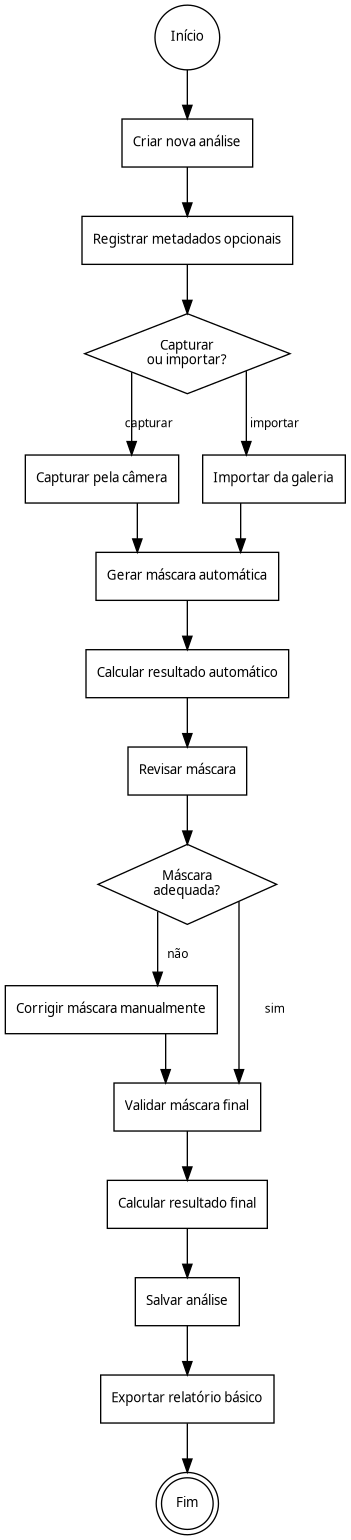 Início
Criar nova análise
Registrar metadados opcionais
Capturar
ou importar?
capturar
importar
Capturar pela câmera
Importar da galeria
Gerar máscara automática
Calcular resultado automático
Revisar máscara
Máscara
adequada?
não
Corrigir máscara manualmente
sim
Validar máscara final
Calcular resultado final
Salvar análise
Exportar relatório básico
Fim